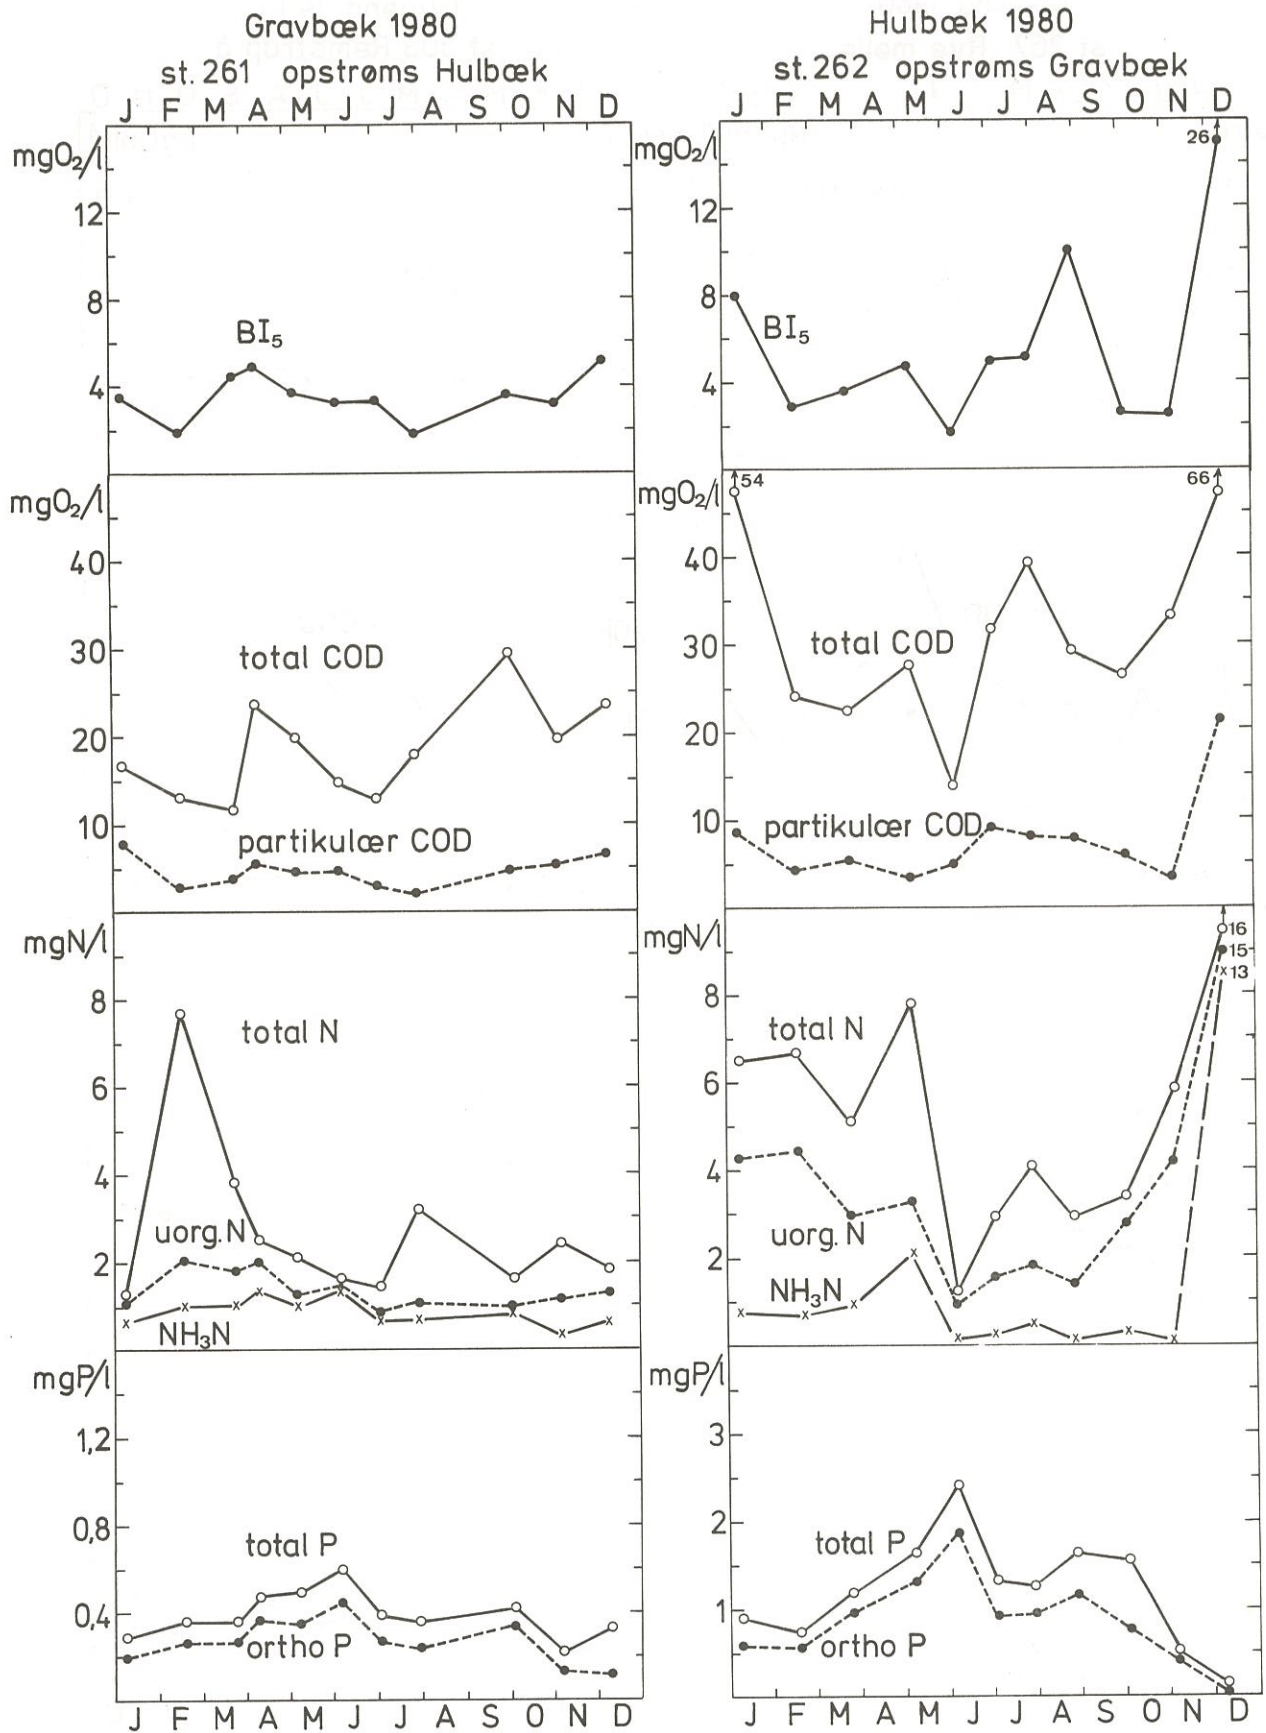 Gravbæk 1980
st. 261 opstrøms Hulbæk
J F M A M J J A S O N D
mgO₂/l
12
8
4
BI₅
mgO₂/l
40
30
20
10
total COD
partikulær COD
mgN/l
8
6
4
2
total N
uorg. N
NH₃N
mgP/l
1,2
0,8
0,4
total P
ortho P
J F M A M J J A S O N D
Hulbæk 1980
st. 262 opstrøms Gravbæk
J F M A M J J A S O N D
mgO₂/l
12
8
4
26
BI₅
mgO₂/l
54
66
40
30
20
10
total COD
partikulær COD
mgN/l
16
15
13
8
6
4
2
total N
uorg. N
NH₃N
mgP/l
3
2
1
total P
ortho P
J F M A M J J A S O N D